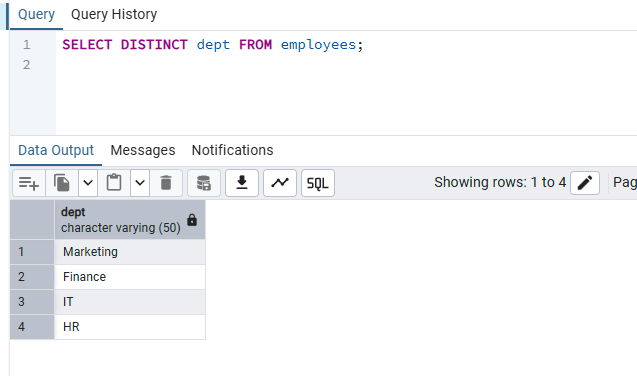 Query Query History
1 SELECT DISTINCT dept FROM employees;
2
Data Output Messages Notifications
SQL Showing rows: 1 to 4 Pag
dept
character varying (50)
1 Marketing
2 Finance
3 IT
4 HR